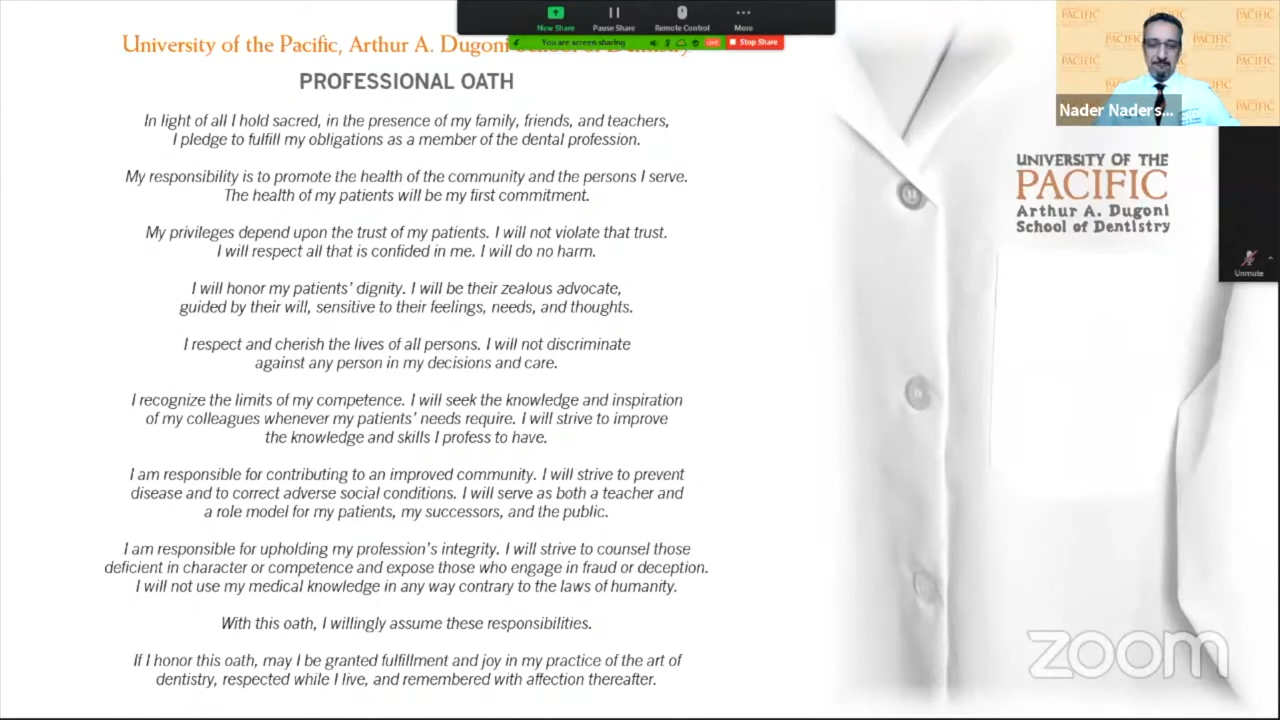 New Share
Pause Share
Remote Control
More
You are screen sharing
LIVE
Stop Share
University of the Pacific, Arthur A. Dugoni
PROFESSIONAL OATH
In light of all I hold sacred, in the presence of my family, friends, and teachers,
I pledge to fulfill my obligations as a member of the dental profession.
My responsibility is to promote the health of the community and the persons I serve.
The health of my patients will be my first commitment.
My privileges depend upon the trust of my patients. I will not violate that trust.
I will respect all that is confided in me. I will do no harm.
I will honor my patients' dignity. I will be their zealous advocate,
guided by their will, sensitive to their feelings, needs, and thoughts.
I respect and cherish the lives of all persons. I will not discriminate
against any person in my decisions and care.
I recognize the limits of my competence. I will seek the knowledge and inspiration
of my colleagues whenever my patients' needs require. I will strive to improve
the knowledge and skills I profess to have.
I am responsible for contributing to an improved community. I will strive to prevent
disease and to correct adverse social conditions. I will serve as both a teacher and
a role model for my patients, my successors, and the public.
I am responsible for upholding my profession's integrity. I will strive to counsel those
deficient in character or competence and expose those who engage in fraud or deception.
I will not use my medical knowledge in any way contrary to the laws of humanity.
With this oath, I willingly assume these responsibilities.
If I honor this oath, may I be granted fulfillment and joy in my practice of the art of
dentistry, respected while I live, and remembered with affection thereafter.
PACIFIC
Nader Naders...
UNIVERSITY OF THE
PACIFIC
Arthur A. Dugoni
School of Dentistry
Unmute
zoom